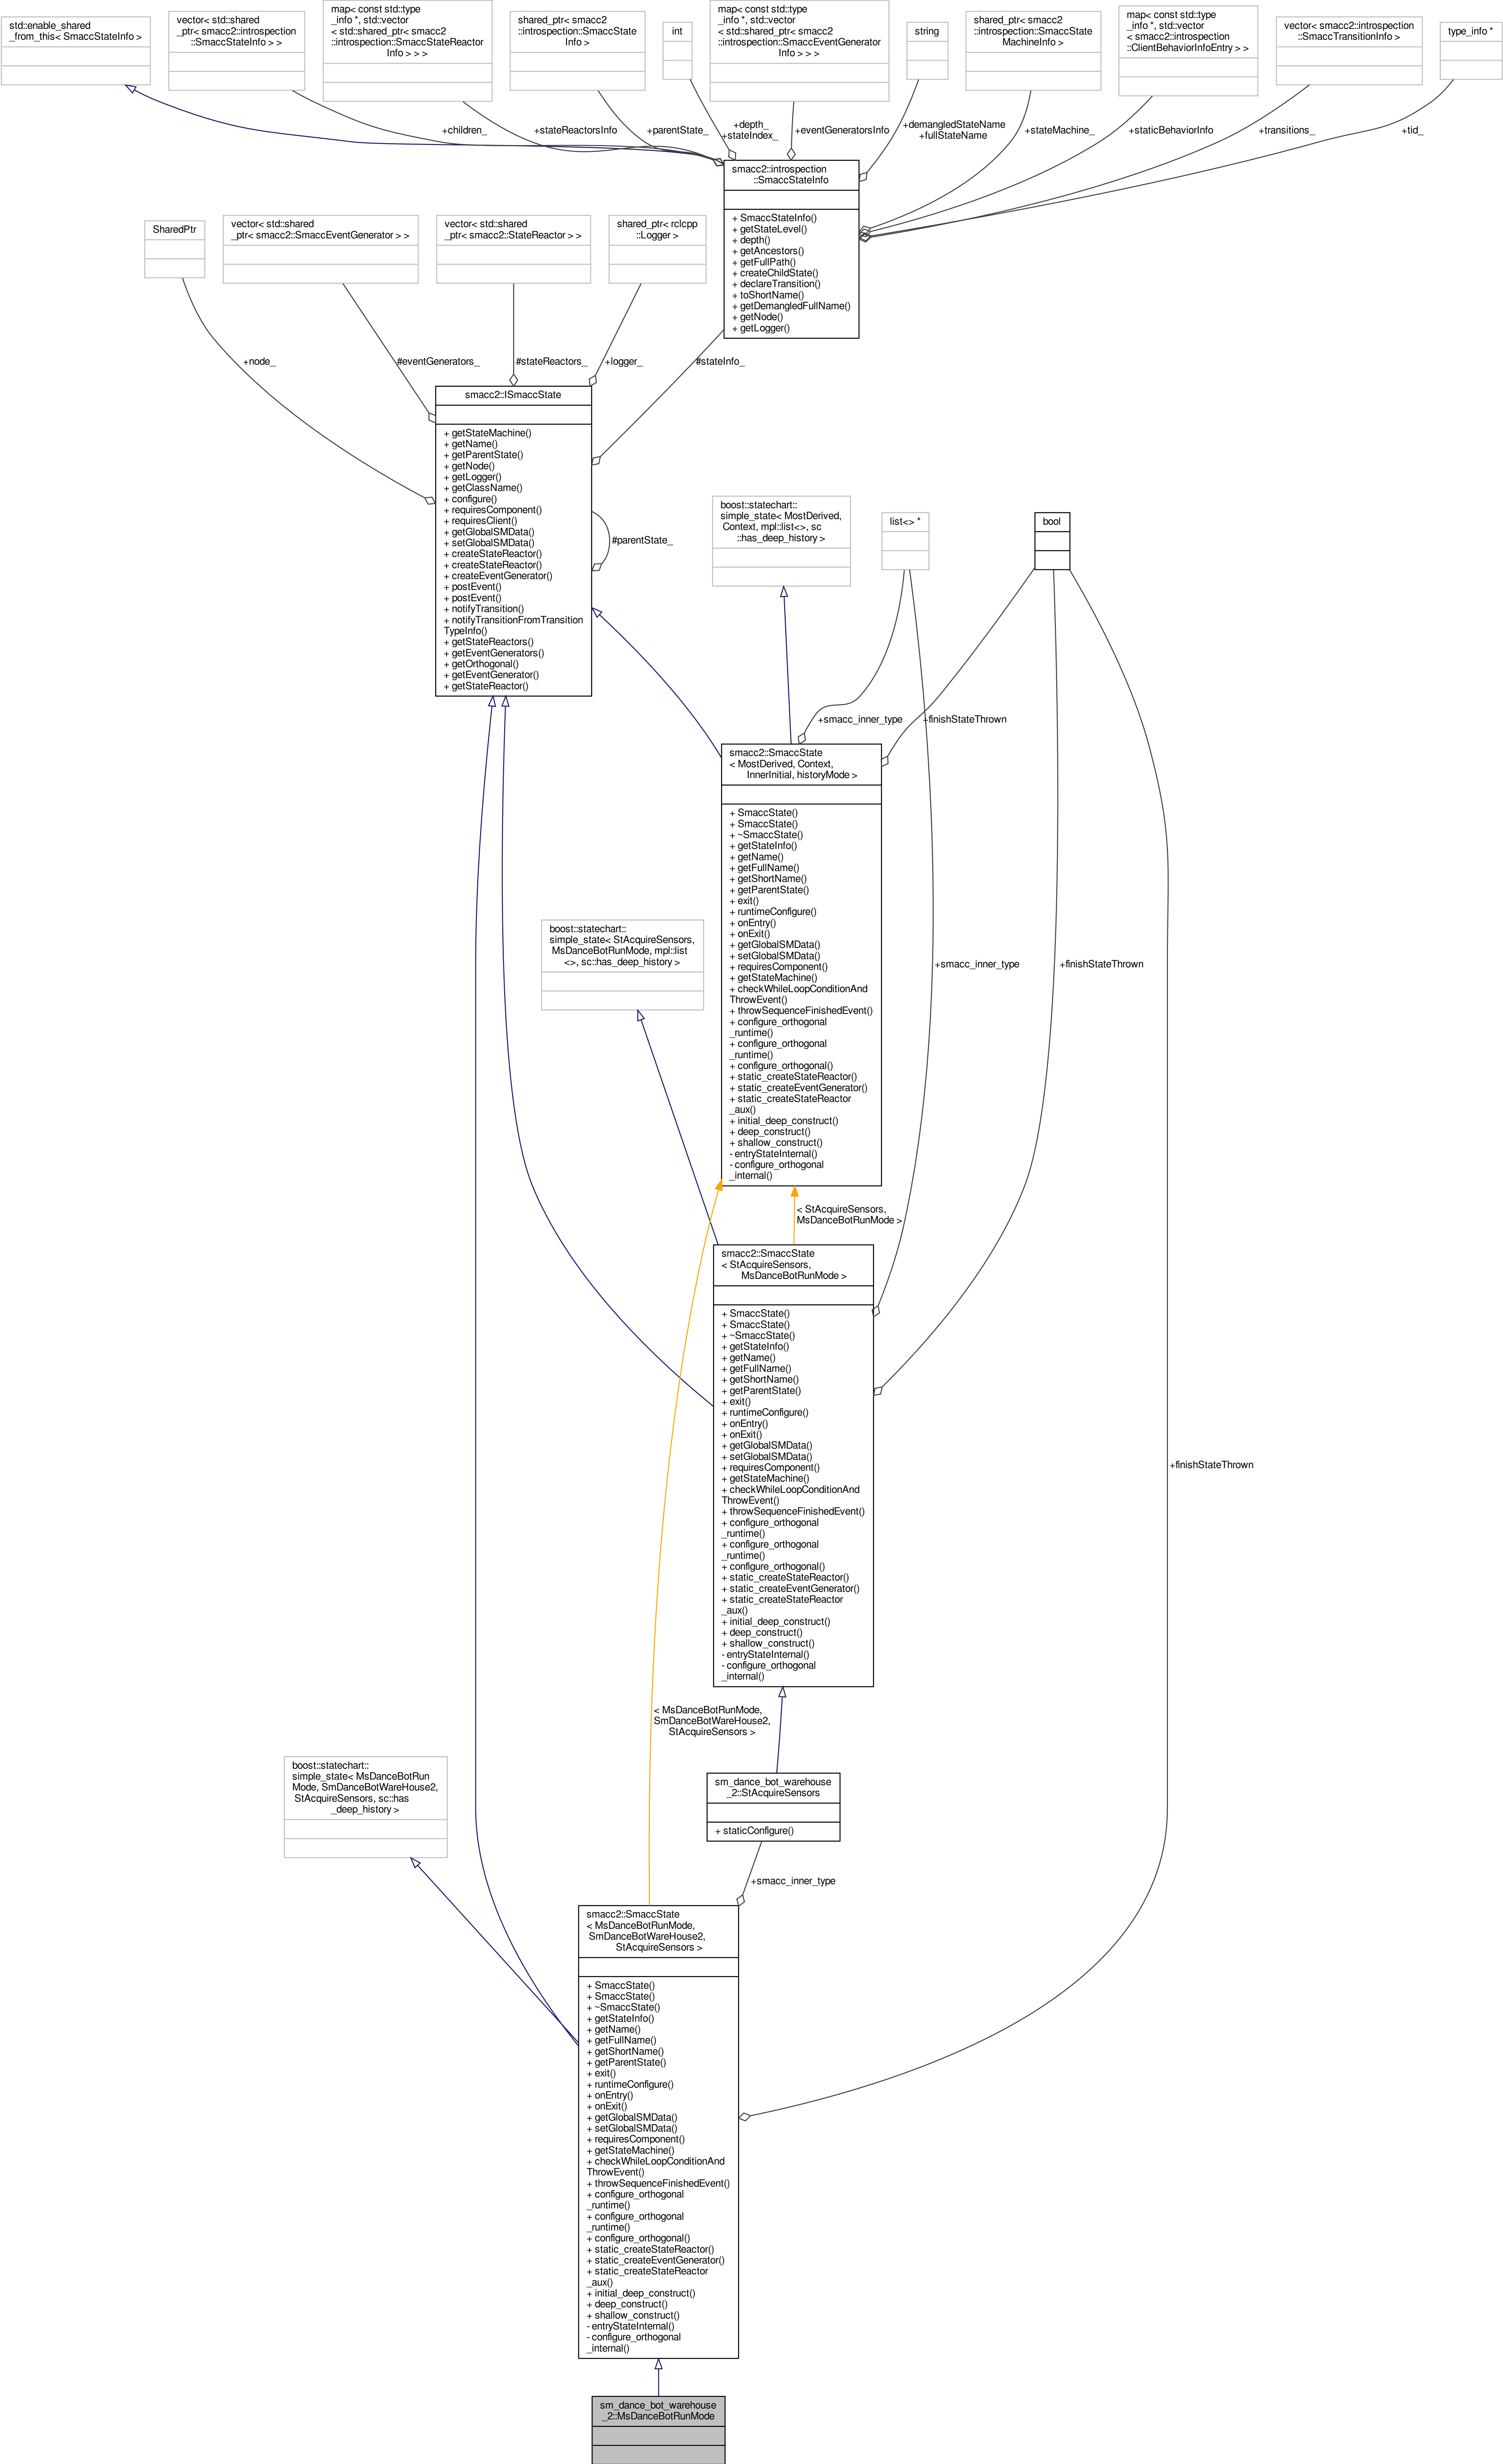 std::enable_shared
_from_this< SmaccStateInfo >
vector< std::shared
_ptr< smacc2::introspection
::SmaccStateInfo > >
map< const std::type
_info *, std::vector
< std::shared_ptr< smacc2
::introspection::SmaccStateReactor
Info > > >
shared_ptr< smacc2
::introspection::SmaccState
Info >
int
map< const std::type
_info *, std::vector
< std::shared_ptr< smacc2
::introspection::SmaccEventGenerator
Info > > >
string
shared_ptr< smacc2
::introspection::SmaccState
MachineInfo >
map< const std::type
_info *, std::vector
< smacc2::introspection
::ClientBehaviorInfoEntry > >
vector< smacc2::introspection
::SmaccTransitionInfo >
type_info *
+children_
+stateReactorsInfo
+parentState_
+depth_
+stateIndex_
+eventGeneratorsInfo
+demangledStateName
+fullStateName
+stateMachine_
+staticBehaviorInfo
+transitions_
+tid_
smacc2::introspection
::SmaccStateInfo
+ SmaccStateInfo()
+ getStateLevel()
+ depth()
+ getAncestors()
+ getFullPath()
+ createChildState()
+ declareTransition()
+ toShortName()
+ getDemangledFullName()
+ getNode()
+ getLogger()
SharedPtr
vector< std::shared
_ptr< smacc2::SmaccEventGenerator > >
vector< std::shared
_ptr< smacc2::StateReactor > >
shared_ptr< rclcpp
::Logger >
+node_
#eventGenerators_
#stateReactors_
+logger_
#stateInfo_
smacc2::ISmaccState
+ getStateMachine()
+ getName()
+ getParentState()
+ getNode()
+ getLogger()
+ getClassName()
+ configure()
+ requiresComponent()
+ requiresClient()
+ getGlobalSMData()
+ setGlobalSMData()
+ createStateReactor()
+ createStateReactor()
+ createEventGenerator()
+ postEvent()
+ postEvent()
+ notifyTransition()
+ notifyTransitionFromTransition
TypeInfo()
+ getStateReactors()
+ getEventGenerators()
+ getOrthogonal()
+ getEventGenerator()
+ getStateReactor()
#parentState_
boost::statechart::
simple_state< MostDerived,
Context, mpl::list<>, sc
::has_deep_history >
list<> *
bool
+smacc_inner_type
+finishStateThrown
smacc2::SmaccState
< MostDerived, Context,
InnerInitial, historyMode >
+ SmaccState()
+ SmaccState()
+ ~SmaccState()
+ getStateInfo()
+ getName()
+ getFullName()
+ getShortName()
+ getParentState()
+ exit()
+ runtimeConfigure()
+ onEntry()
+ onExit()
+ getGlobalSMData()
+ setGlobalSMData()
+ requiresComponent()
+ getStateMachine()
+ checkWhileLoopConditionAnd
ThrowEvent()
+ throwSequenceFinishedEvent()
+ configure_orthogonal
_runtime()
+ configure_orthogonal
_runtime()
+ configure_orthogonal()
+ static_createStateReactor()
+ static_createEventGenerator()
+ static_createStateReactor
_aux()
+ initial_deep_construct()
+ deep_construct()
+ shallow_construct()
- entryStateInternal()
- configure_orthogonal
_internal()
boost::statechart::
simple_state< StAcquireSensors,
MsDanceBotRunMode, mpl::list
<>, sc::has_deep_history >
+smacc_inner_type
+finishStateThrown
< StAcquireSensors,
MsDanceBotRunMode >
smacc2::SmaccState
< StAcquireSensors,
MsDanceBotRunMode >
+ SmaccState()
+ SmaccState()
+ ~SmaccState()
+ getStateInfo()
+ getName()
+ getFullName()
+ getShortName()
+ getParentState()
+ exit()
+ runtimeConfigure()
+ onEntry()
+ onExit()
+ getGlobalSMData()
+ setGlobalSMData()
+ requiresComponent()
+ getStateMachine()
+ checkWhileLoopConditionAnd
ThrowEvent()
+ throwSequenceFinishedEvent()
+ configure_orthogonal
_runtime()
+ configure_orthogonal
_runtime()
+ configure_orthogonal()
+ static_createStateReactor()
+ static_createEventGenerator()
+ static_createStateReactor
_aux()
+ initial_deep_construct()
+ deep_construct()
+ shallow_construct()
- entryStateInternal()
- configure_orthogonal
_internal()
+finishStateThrown
< MsDanceBotRunMode,
SmDanceBotWareHouse2,
StAcquireSensors >
boost::statechart::
simple_state< MsDanceBotRun
Mode, SmDanceBotWareHouse2,
StAcquireSensors, sc::has
_deep_history >
sm_dance_bot_warehouse
_2::StAcquireSensors
+ staticConfigure()
+smacc_inner_type
smacc2::SmaccState
< MsDanceBotRunMode,
SmDanceBotWareHouse2,
StAcquireSensors >
+ SmaccState()
+ SmaccState()
+ ~SmaccState()
+ getStateInfo()
+ getName()
+ getFullName()
+ getShortName()
+ getParentState()
+ exit()
+ runtimeConfigure()
+ onEntry()
+ onExit()
+ getGlobalSMData()
+ setGlobalSMData()
+ requiresComponent()
+ getStateMachine()
+ checkWhileLoopConditionAnd
ThrowEvent()
+ throwSequenceFinishedEvent()
+ configure_orthogonal
_runtime()
+ configure_orthogonal
_runtime()
+ configure_orthogonal()
+ static_createStateReactor()
+ static_createEventGenerator()
+ static_createStateReactor
_aux()
+ initial_deep_construct()
+ deep_construct()
+ shallow_construct()
- entryStateInternal()
- configure_orthogonal
_internal()
sm_dance_bot_warehouse
_2::MsDanceBotRunMode